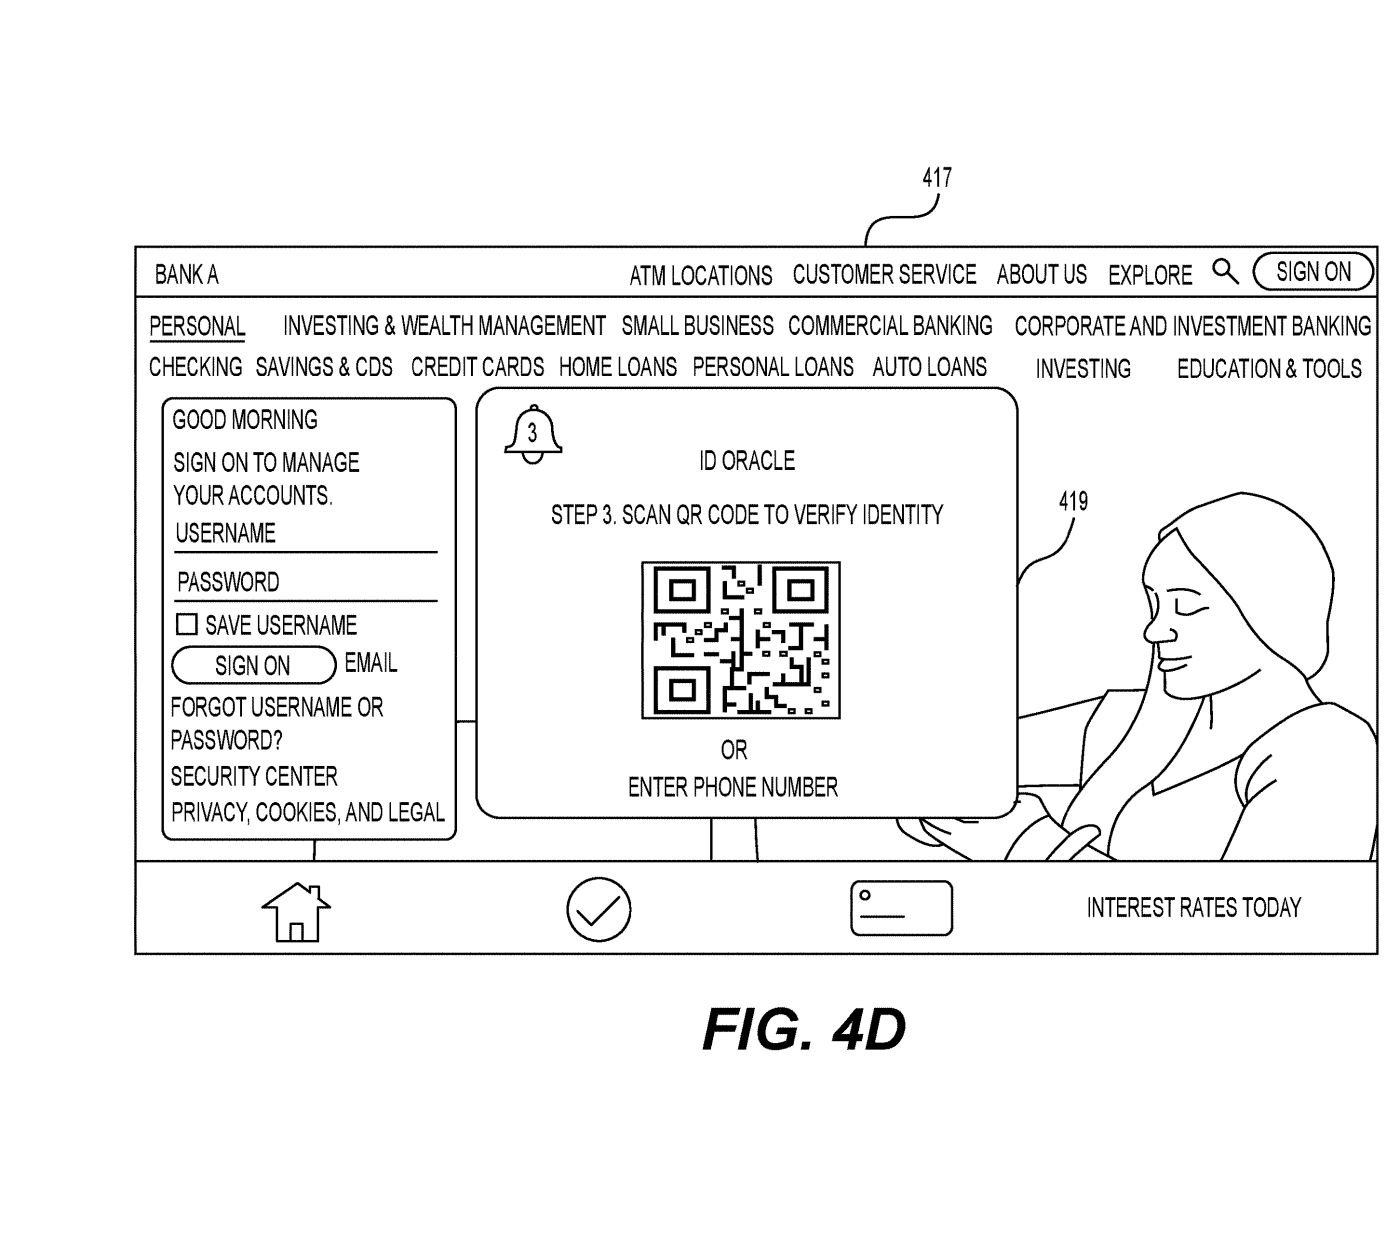 417
BANK A ATM LOCATIONS CUSTOMER SERVICE ABOUT US EXPLORE SIGN ON
PERSONAL INVESTING & WEALTH MANAGEMENT SMALL BUSINESS COMMERCIAL BANKING CORPORATE AND INVESTMENT BANKING
CHECKING SAVINGS & CDS CREDIT CARDS HOME LOANS PERSONAL LOANS AUTO LOANS INVESTING EDUCATION & TOOLS
GOOD MORNING
SIGN ON TO MANAGE
YOUR ACCOUNTS.
USERNAME
PASSWORD
SAVE USERNAME
SIGN ON EMAIL
FORGOT USERNAME OR
PASSWORD?
SECURITY CENTER
PRIVACY, COOKIES, AND LEGAL
3
ID ORACLE
STEP 3. SCAN QR CODE TO VERIFY IDENTITY
OR
ENTER PHONE NUMBER
419
INTEREST RATES TODAY
FIG. 4D